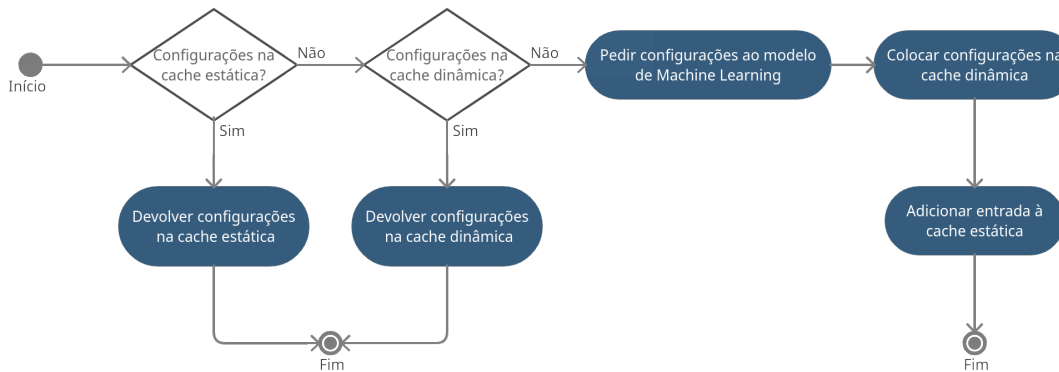 Início
Configurações na
cache estática?
Não
Configurações na
cache dinâmica?
Não
Pedir configurações ao modelo
de Machine Learning
Colocar configurações na
cache dinâmica
Sim
Sim
Devolver configurações
na cache estática
Devolver configurações
na cache dinâmica
Adicionar entrada à
cache estática
Fim
Fim